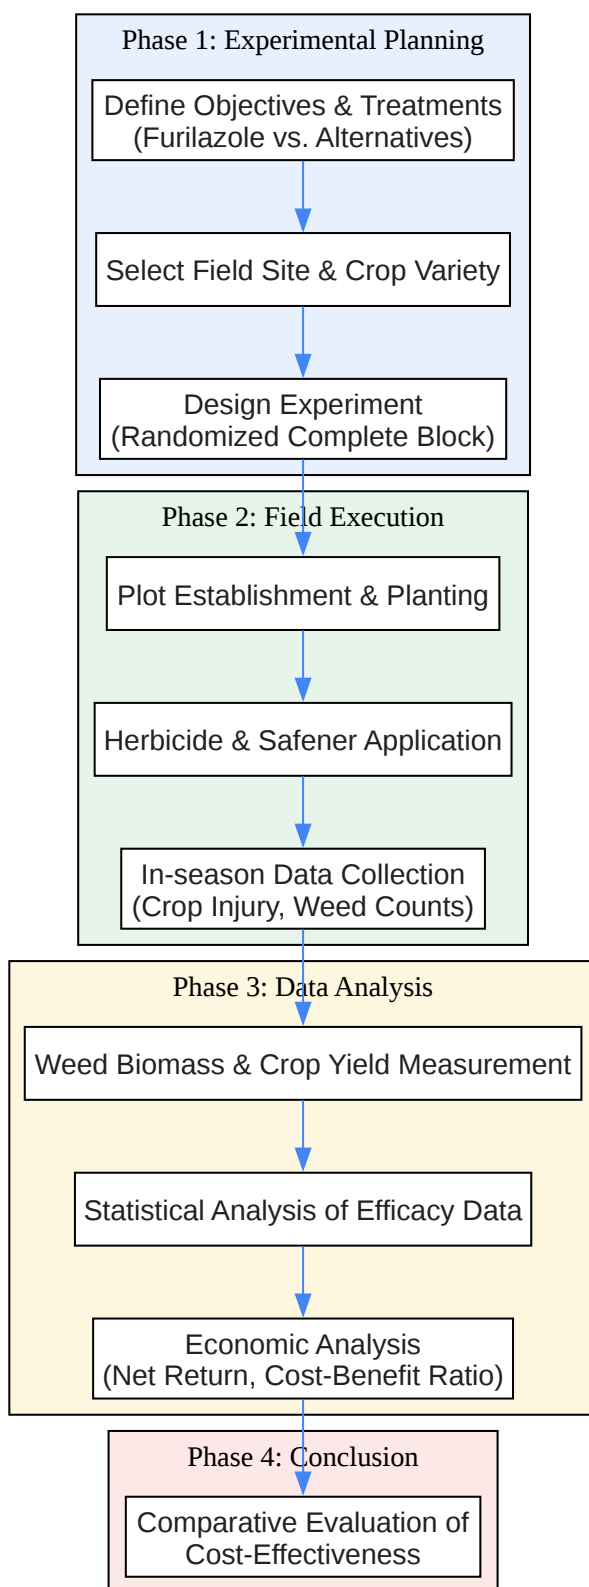 Phase 1: Experimental Planning
Define Objectives & Treatments
(Furilazole vs. Alternatives)
Select Field Site & Crop Variety
Design Experiment
(Randomized Complete Block)
Phase 2: Field Execution
Plot Establishment & Planting
Herbicide & Safener Application
In-season Data Collection
(Crop Injury, Weed Counts)
Phase 3: Data Analysis
Weed Biomass & Crop Yield Measurement
Statistical Analysis of Efficacy Data
Economic Analysis
(Net Return, Cost-Benefit Ratio)
Phase 4: Conclusion
Comparative Evaluation of
Cost-Effectiveness